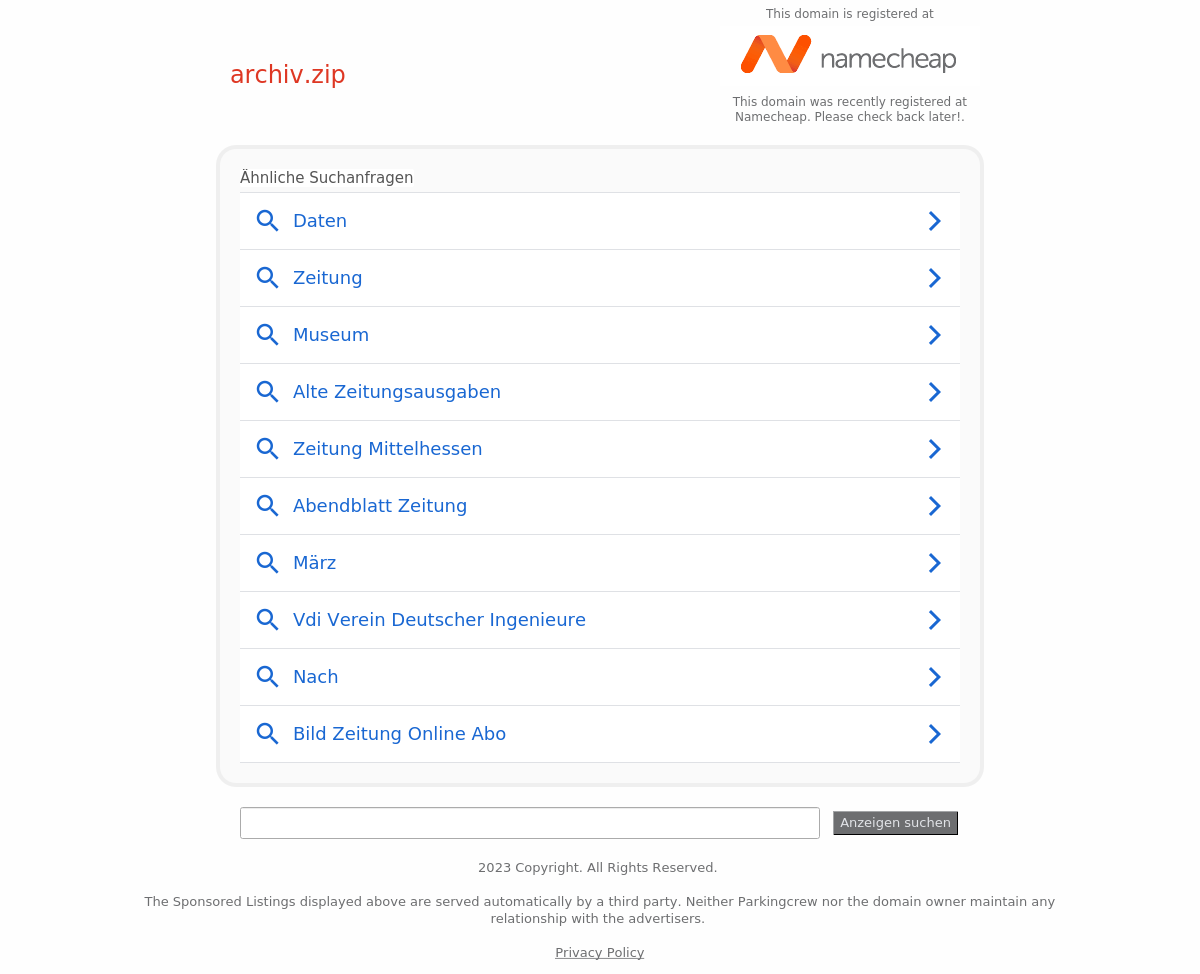 This domain is registered at
namecheap
archiv.zip
This domain was recently registered at
Namecheap. Please check back later!.
Ähnliche Suchanfragen
Daten
Zeitung
Museum
Alte Zeitungsausgaben
Zeitung Mittelhessen
Abendblatt Zeitung
März
Vdi Verein Deutscher Ingenieure
Nach
Bild Zeitung Online Abo
Anzeigen suchen
2023 Copyright. All Rights Reserved.
The Sponsored Listings displayed above are served automatically by a third party. Neither Parkingcrew nor the domain owner maintain any
relationship with the advertisers.
Privacy Policy